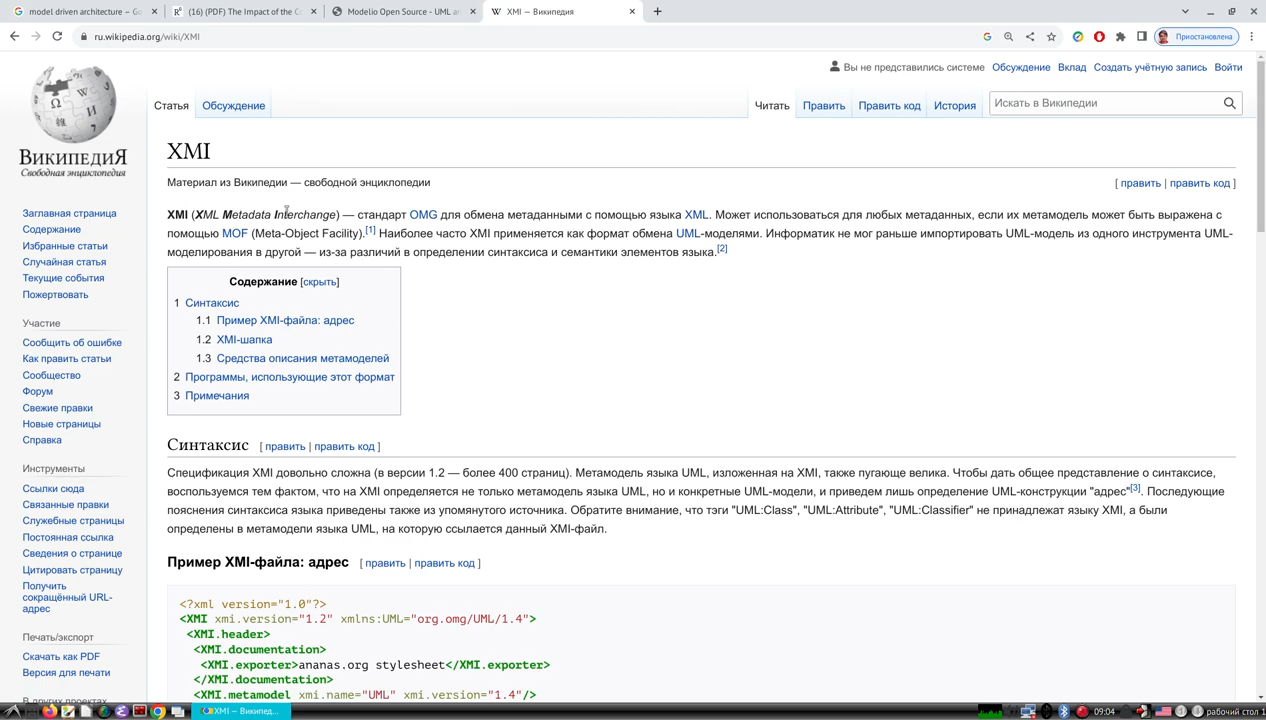 model driven architecture – Go
(16) (PDF) The Impact of the Co
Modelio Open Source - UML an
XMI — Википедия
ru.wikipedia.org/wiki/XMI
Приостановлена
Вы не представились системе Обсуждение Вклад Создать учётную запись Войти
Статья Обсуждение Читать Править Править код История Искать в Википедии
ВИКИПЕДИЯ
Свободная энциклопедия
XMI
Материал из Википедии — свободной энциклопедии [ править | править код ]
XMI (XML Metadata Interchange) — стандарт OMG для обмена метаданными с помощью языка XML. Может использоваться для любых метаданных, если их метамодель может быть выражена с
помощью MOF (Meta-Object Facility).[1] Наиболее часто XMI применяется как формат обмена UML-моделями. Информатик не мог раньше импортировать UML-модель из одного инструмента UML-
моделирования в другой — из-за различий в определении синтаксиса и семантики элементов языка.[2]
Содержание [скрыть]
1 Синтаксис
1.1 Пример XMI-файла: адрес
1.2 XMI-шапка
1.3 Средства описания метамоделей
2 Программы, использующие этот формат
3 Примечания
Синтаксис [ править | править код ]
Спецификация XMI довольно сложна (в версии 1.2 — более 400 страниц). Метамодель языка UML, изложенная на XMI, также пугающе велика. Чтобы дать общее представление о синтаксисе,
воспользуемся тем фактом, что на XMI определяется не только метамодель языка UML, но и конкретные UML-модели, и приведем лишь определение UML-конструкции "адрес"[3]. Последующие
пояснения синтаксиса языка приведены также из упомянутого источника. Обратите внимание, что тэги "UML:Class", "UML:Attribute", "UML:Classifier" не принадлежат языку XMI, а были
определены в метамодели языка UML, на которую ссылается данный XMI-файл.
Пример XMI-файла: адрес [ править | править код ]
<?xml version="1.0"?>
<XMI xmi.version="1.2" xmlns:UML="org.omg/UML/1.4">
<XMI.header>
<XMI.documentation>
<XMI.exporter>ananas.org stylesheet</XMI.exporter>
</XMI.documentation>
<XMI.metamodel xmi.name="UML" xmi.version="1.4"/>
Заглавная страница
Содержание
Избранные статьи
Случайная статья
Текущие события
Пожертвовать
Участие
Сообщить об ошибке
Как править статьи
Сообщество
Форум
Свежие правки
Новые страницы
Справка
Инструменты
Ссылки сюда
Связанные правки
Служебные страницы
Постоянная ссылка
Сведения о странице
Цитировать страницу
Получить
сокращённый URL-
адрес
Печать/экспорт
Скачать как PDF
Версия для печати
В других проектах
XMI — Википед...
09:04
рабочий стол 1